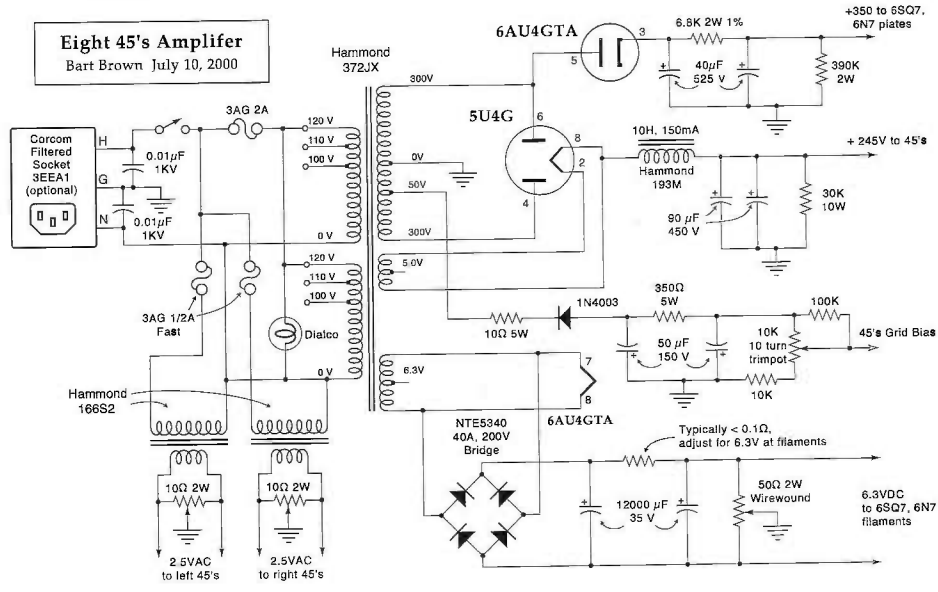 Eight 45's Amplifer
Bart Brown July 10, 2000
Hammond
372JX
6AU4GTA
3
5
6.8K 2W 1%
+350 to 6SQ7,
6N7 plates
40µF
525 V
390K
2W
300V
5U4G
6
8
2
4
10H, 150mA
Hammond
193M
+ 245V to 45's
90 µF
450 V
30K
10W
3AG 2A
120 V
110 V
100 V
0V
50V
300V
0 V
Corcom
Filtered
Socket
3EEA1
(optional)
H
G
N
0.01µF
1KV
0.01µF
1KV
120 V
110 V
100 V
5.0V
0 V
3AG 1/2A
Fast
Dialco
10Ω 5W
1N4003
350Ω
5W
50 µF
150 V
100K
10K
10 turn
trimpot
10K
45's Grid Bias
6.3V
7
8
6AU4GTA
Hammond
166S2
NTE5340
40A, 200V
Bridge
Typically < 0.1Ω,
adjust for 6.3V at filaments
12000 µF
35 V
50Ω 2W
Wirewound
6.3VDC
to 6SQ7, 6N7
filaments
10Ω 2W
10Ω 2W
2.5VAC
to left 45's
2.5VAC
to right 45's